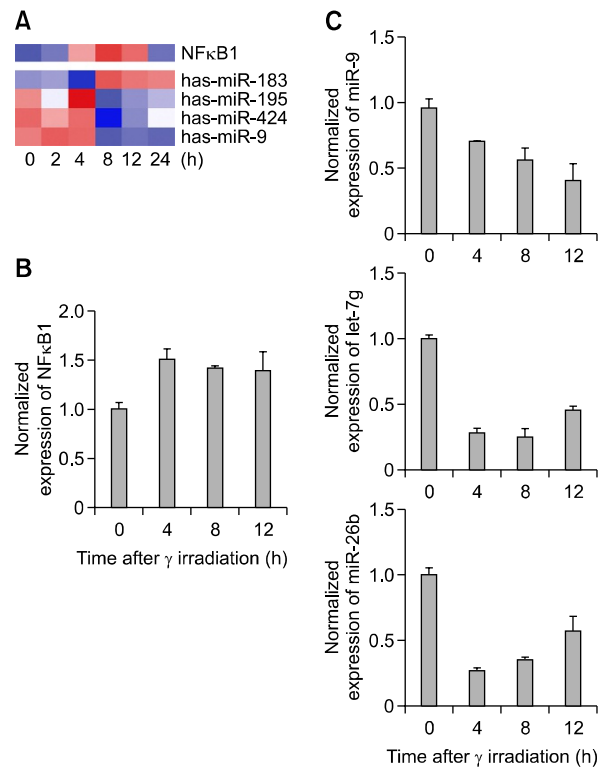 A
NFκB1
has-miR-183
has-miR-195
has-miR-424
has-miR-9
0 2 4 8 12 24 (h)
B
Normalized
expression of NFκB1
2.0
1.5
1.0
0.5
0
0 4 8 12
Time after γ irradiation (h)
C
Normalized
expression of miR-9
1.5
1.0
0.5
0
0 4 8 12
Normalized
expression of let-7g
1.5
1.0
0.5
0
0 4 8 12
Normalized
expression of miR-26b
1.5
1.0
0.5
0
0 4 8 12
Time after γ irradiation (h)